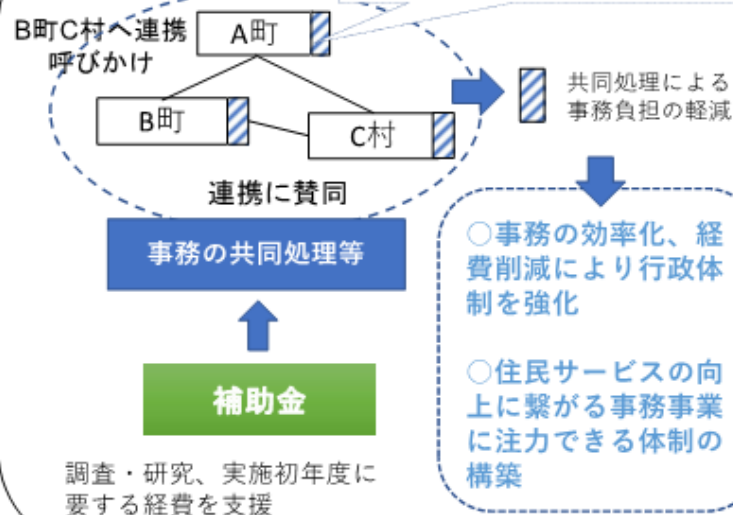 B町C村へ連携
呼びかけ
A町
B町
C村
連携に賛同
事務の共同処理等
補助金
調査・研究、実施初年度に
要する経費を支援
共同処理による
事務負担の軽減
○事務の効率化、経
費削減により行政体
制を強化
○住民サービスの向
上に繋がる事務事業
に注力できる体制の
構築